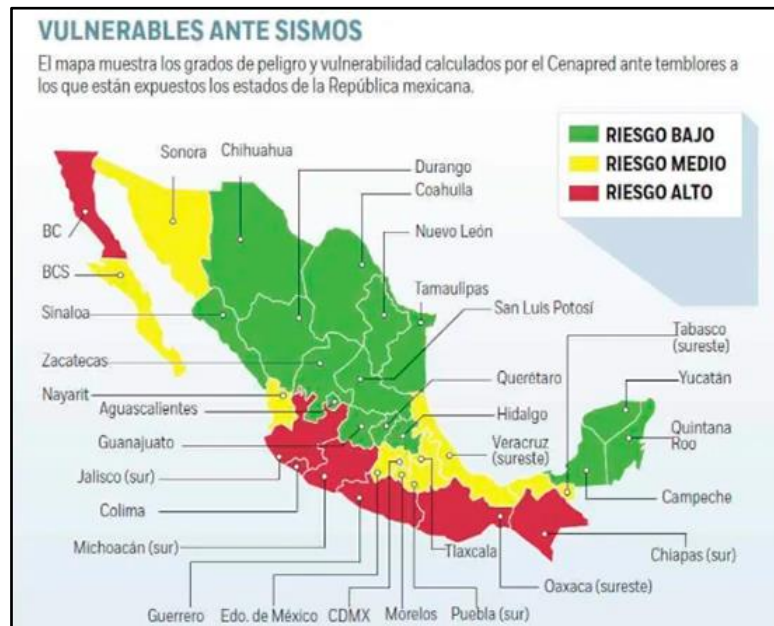 VULNERABLES ANTE SISMOS
El mapa muestra los grados de peligro y vulnerabilidad calculados por el Cenapred ante temblores a
los que están expuestos los estados de la República mexicana.
RIESGO BAJO
RIESGO MEDIO
RIESGO ALTO
Sonora
Chihuahua
Durango
Coahuila
Nuevo León
Tamaulipas
San Luis Potosí
BC
BCS
Sinaloa
Zacatecas
Nayarit
Aguascalientes
Guanajuato
Jalisco (sur)
Colima
Michoacán (sur)
Guerrero
Edo. de México
CDMX
Morelos
Puebla (sur)
Tlaxcala
Oaxaca (sureste)
Chiapas (sur)
Querétaro
Hidalgo
Veracruz
(sureste)
Tabasco
(sureste)
Yucatán
Quintana
Roo
Campeche